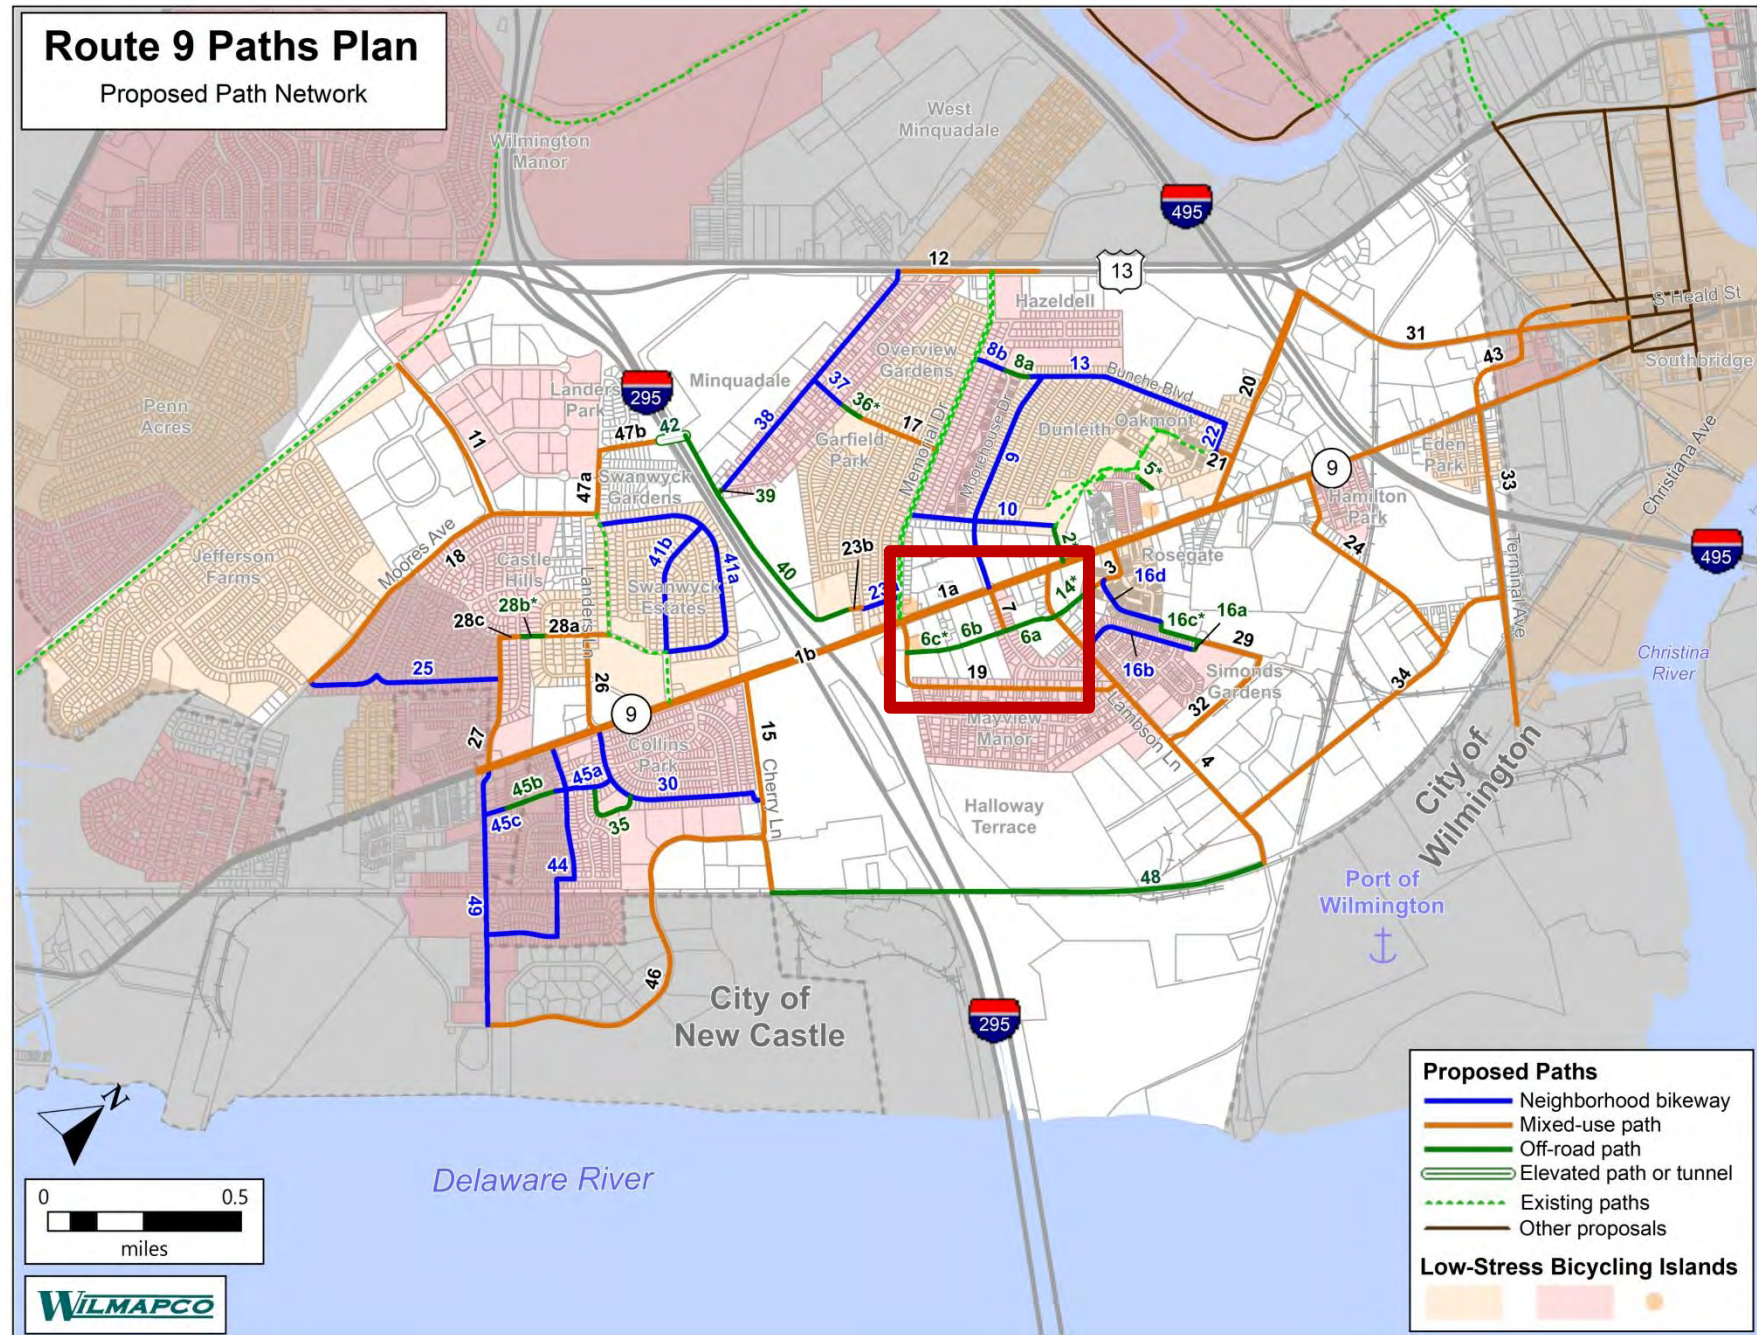 Route 9 Paths Plan
Proposed Path Network
West
Minquadale
Wilmington
Manor
495
13
12
Hazeldell
S Heald St
31
43
Southbridge
Overview
Gardens
8b
8a
13
Bunche Blvd
20
Landers
Park
295
Minquadale
37
36*
17
38
Garfield
Park
Memorial Dr
Moorehouse Dr
9
Dunleith
Oakmont
22
21
5*
9
Eden
Park
33
Christiana Ave
Penn
Acres
11
47b
42
47a
Swanwyck
Gardens
39
10
Hamilton
Park
24
495
Terminal Ave
Jefferson
Farms
Moores Ave
18
Castle
Hills
Landers Ln
41b
41a
Swanwyck
Estates
40
23b
23
2
Rosegate
3
16d
1a
7
14*
28b*
28c
28a
6c*
6b
6a
16c*
16a
29
16b
Simonds
Gardens
34
Christina
River
1b
25
26
9
19
Mayview
Manor
Lambson Ln
32
4
27
15
Cherry Ln
Collins
Park
45b
45a
30
45c
35
44
49
Halloway
Terrace
City of
Wilmington
48
Port of
Wilmington
46
City of
New Castle
295
N
Delaware River
0 0.5
miles
WILMAPCO
Proposed Paths
Neighborhood bikeway
Mixed-use path
Off-road path
Elevated path or tunnel
Existing paths
Other proposals
Low-Stress Bicycling Islands